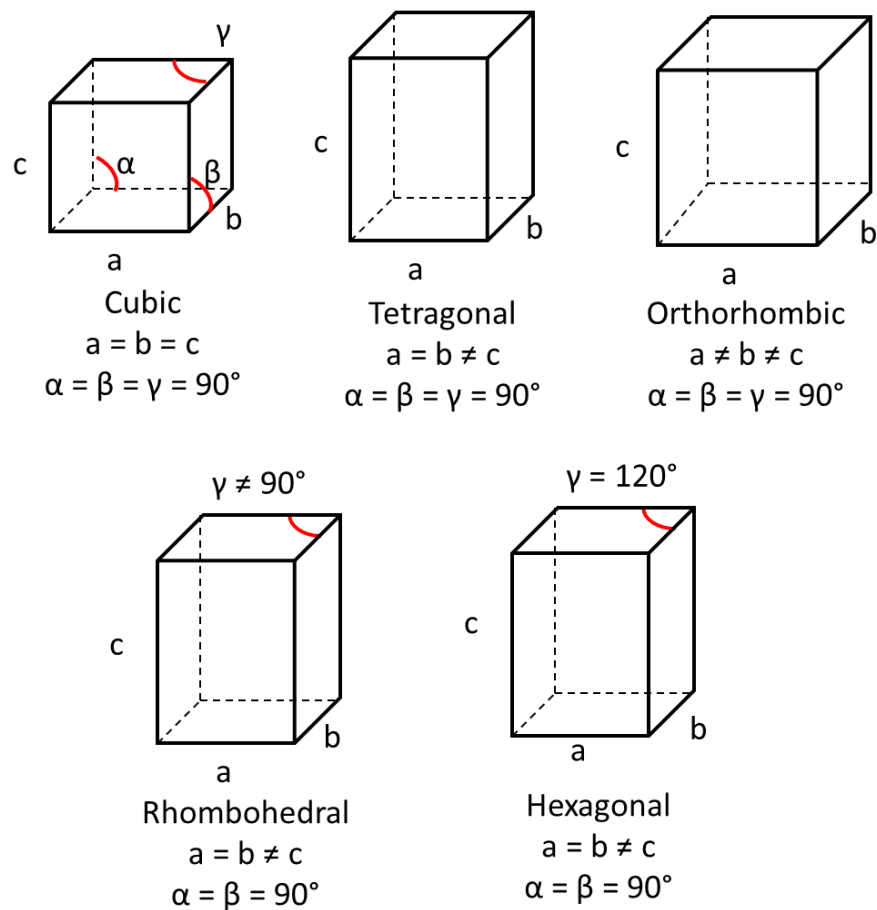 γ
c
α
β
b
a
Cubic
a = b = c
α = β = γ = 90°
c
b
a
Tetragonal
a = b ≠ c
α = β = γ = 90°
c
b
a
Orthorhombic
a ≠ b ≠ c
α = β = γ = 90°
γ ≠ 90°
c
b
a
Rhombohedral
a = b ≠ c
α = β = 90°
γ = 120°
c
b
a
Hexagonal
a = b ≠ c
α = β = 90°